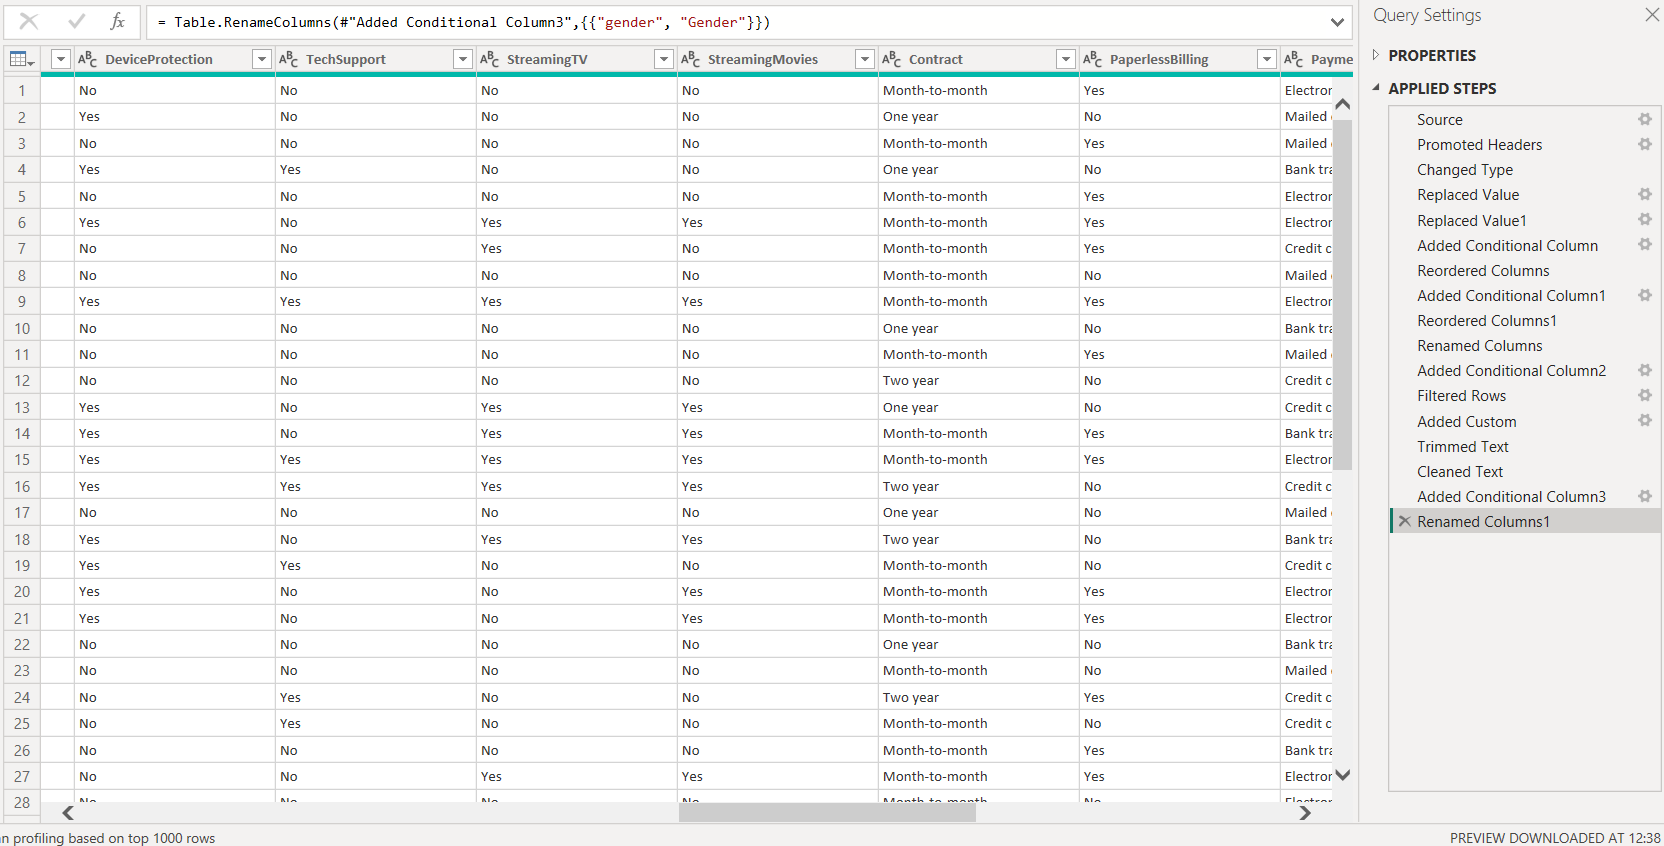 fx = Table.RenameColumns(#"Added Conditional Column3",{{"gender", "Gender"}})
ABC DeviceProtection ABC TechSupport ABC StreamingTV ABC StreamingMovies ABC Contract ABC PaperlessBilling ABC Payme
1 No No No No Month-to-month Yes Electror
2 Yes No No No One year No Mailed
3 No No No No Month-to-month Yes Mailed
4 Yes Yes No No One year No Bank tra
5 No No No No Month-to-month Yes Electror
6 Yes No Yes Yes Month-to-month Yes Electror
7 No No Yes No Month-to-month Yes Credit c
8 No No No No Month-to-month No Mailed
9 Yes Yes Yes Yes Month-to-month Yes Electror
10 No No No No One year No Bank tra
11 No No No No Month-to-month Yes Mailed
12 No No No No Two year No Credit c
13 Yes No Yes Yes One year No Credit c
14 Yes No Yes Yes Month-to-month Yes Bank tra
15 Yes Yes Yes Yes Month-to-month Yes Electror
16 Yes Yes Yes Yes Two year No Credit c
17 No No No No One year No Mailed
18 Yes No Yes Yes Two year No Bank tra
19 Yes Yes No No Month-to-month No Credit c
20 Yes No No Yes Month-to-month Yes Electror
21 Yes No No Yes Month-to-month Yes Electror
22 No No No No One year No Bank tra
23 No No No No Month-to-month No Mailed
24 No Yes No No Two year Yes Credit c
25 No Yes No No Month-to-month No Credit c
26 No No No No Month-to-month Yes Bank tra
27 No No Yes Yes Month-to-month Yes Electror
28 No No No No Month-to-month No Electror
Query Settings
PROPERTIES
APPLIED STEPS
Source
Promoted Headers
Changed Type
Replaced Value
Replaced Value1
Added Conditional Column
Reordered Columns
Added Conditional Column1
Reordered Columns1
Renamed Columns
Added Conditional Column2
Filtered Rows
Added Custom
Trimmed Text
Cleaned Text
Added Conditional Column3
Renamed Columns1
n profiling based on top 1000 rows
PREVIEW DOWNLOADED AT 12:38